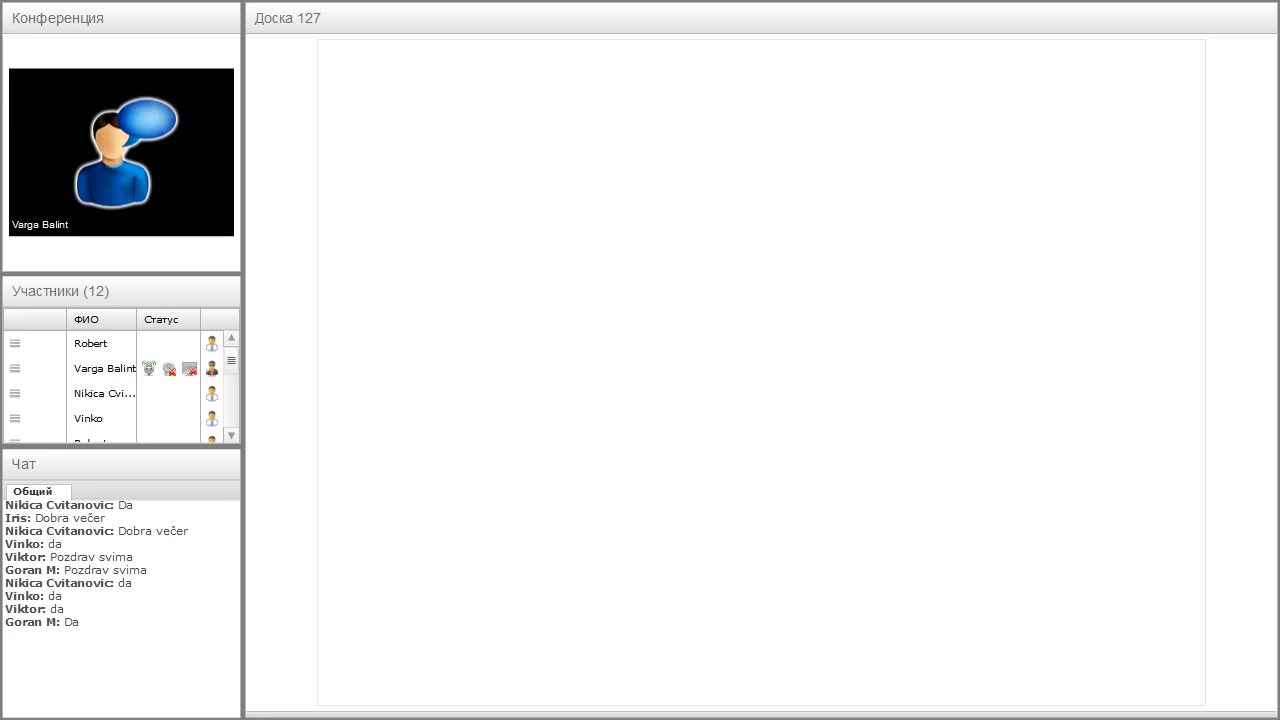 Конференция
Varga Balint
Участники (12)
ФИО Статус
Robert
Varga Balint
Nikica Cvi...
Vinko
Чат
Общий
Nikica Cvitanovic: Da
Iris: Dobra večer
Nikica Cvitanovic: Dobra večer
Vinko: da
Viktor: Pozdrav svima
Goran M: Pozdrav svima
Nikica Cvitanovic: da
Vinko: da
Viktor: da
Goran M: Da
Доска 127